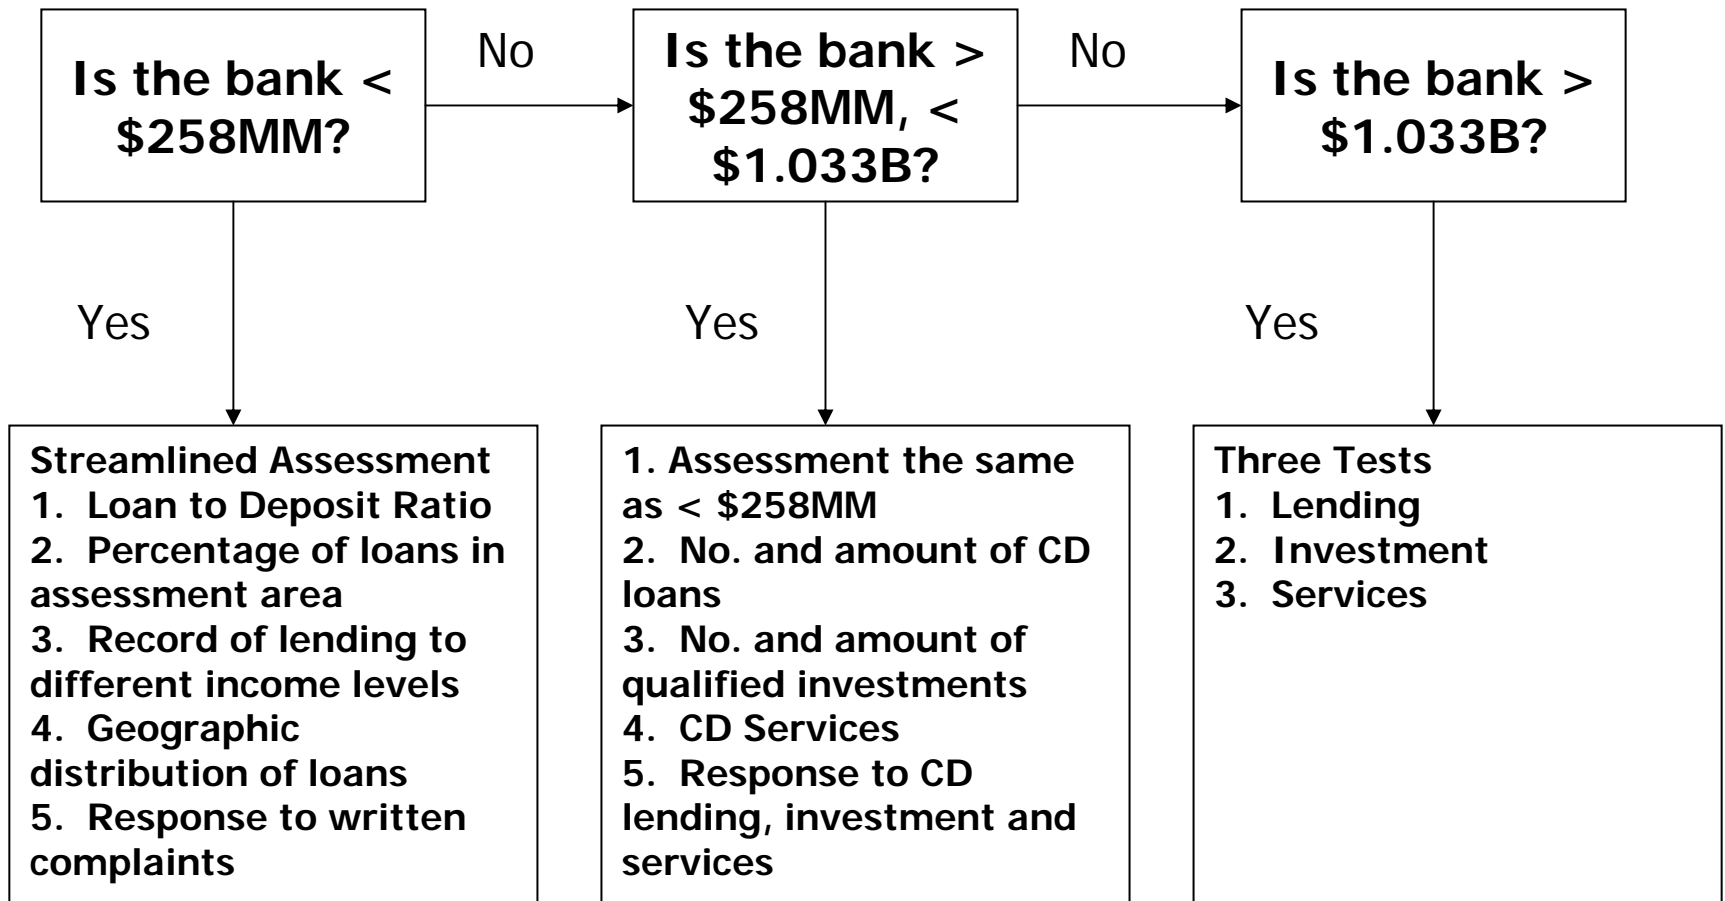 Is the bank <
$258MM?
No
Is the bank >
$258MM, <
$1.033B?
No
Is the bank >
$1.033B?
Yes
Yes
Yes
Streamlined Assessment
1. Loan to Deposit Ratio
2. Percentage of loans in
assessment area
3. Record of lending to
different income levels
4. Geographic
distribution of loans
5. Response to written
complaints
1. Assessment the same
as < $258MM
2. No. and amount of CD
loans
3. No. and amount of
qualified investments
4. CD Services
5. Response to CD
lending, investment and
services
Three Tests
1. Lending
2. Investment
3. Services